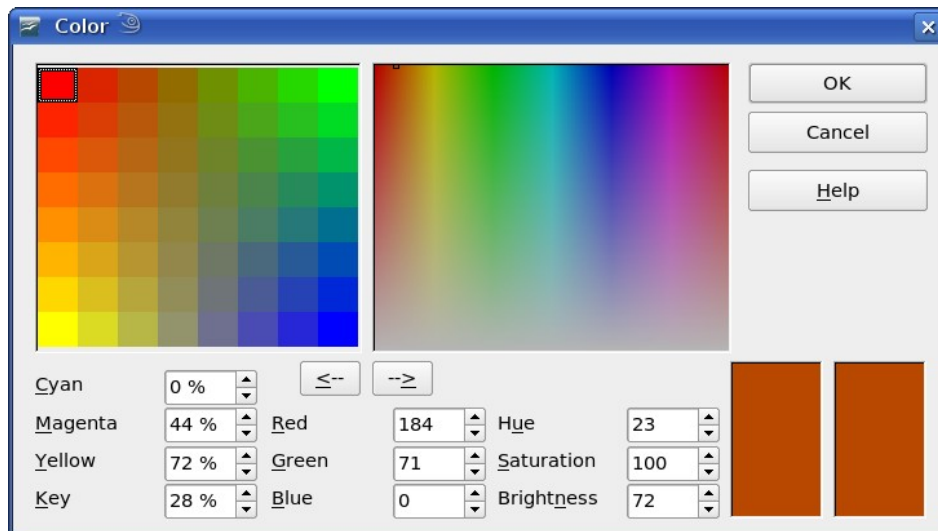 Color
OK
Cancel
Help
<-- -->
Cyan 0 %
Magenta 44 % Red 184 Hue 23
Yellow 72 % Green 71 Saturation 100
Key 28 % Blue 0 Brightness 72